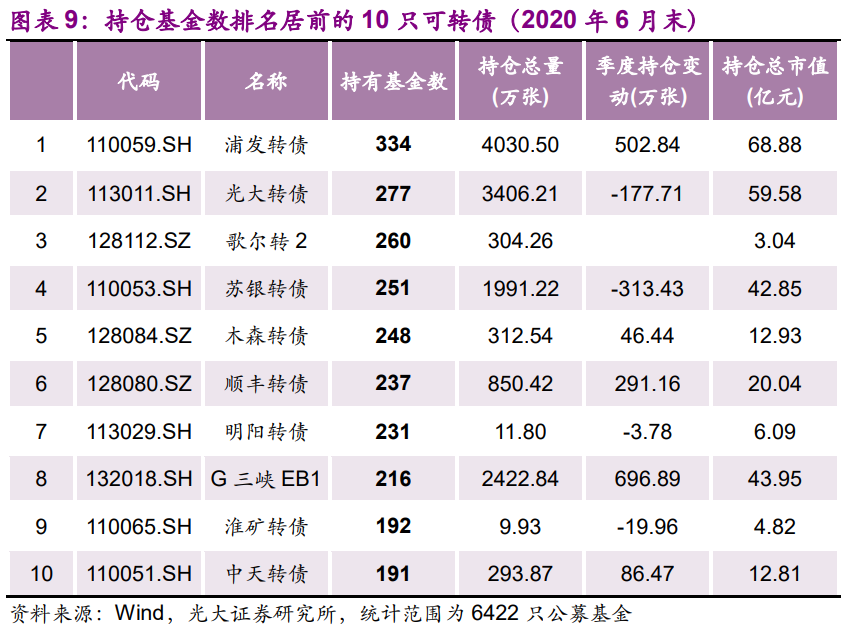 图表 9：持仓基金数排名居前的 10 只可转债（2020 年 6 月末）
代码 名称 持有基金数 持仓总量(万张) 季度持仓变动(万张) 持仓总市值(亿元)
1 110059.SH 浦发转债 334 4030.50 502.84 68.88
2 113011.SH 光大转债 277 3406.21 -177.71 59.58
3 128112.SZ 歌尔转 2 260 304.26 3.04
4 110053.SH 苏银转债 251 1991.22 -313.43 42.85
5 128084.SZ 木森转债 248 312.54 46.44 12.93
6 128080.SZ 顺丰转债 237 850.42 291.16 20.04
7 113029.SH 明阳转债 231 11.80 -3.78 6.09
8 132018.SH G 三峡 EB1 216 2422.84 696.89 43.95
9 110065.SH 淮矿转债 192 9.93 -19.96 4.82
10 110051.SH 中天转债 191 293.87 86.47 12.81
资料来源：Wind，光大证券研究所，统计范围为 6422 只公募基金